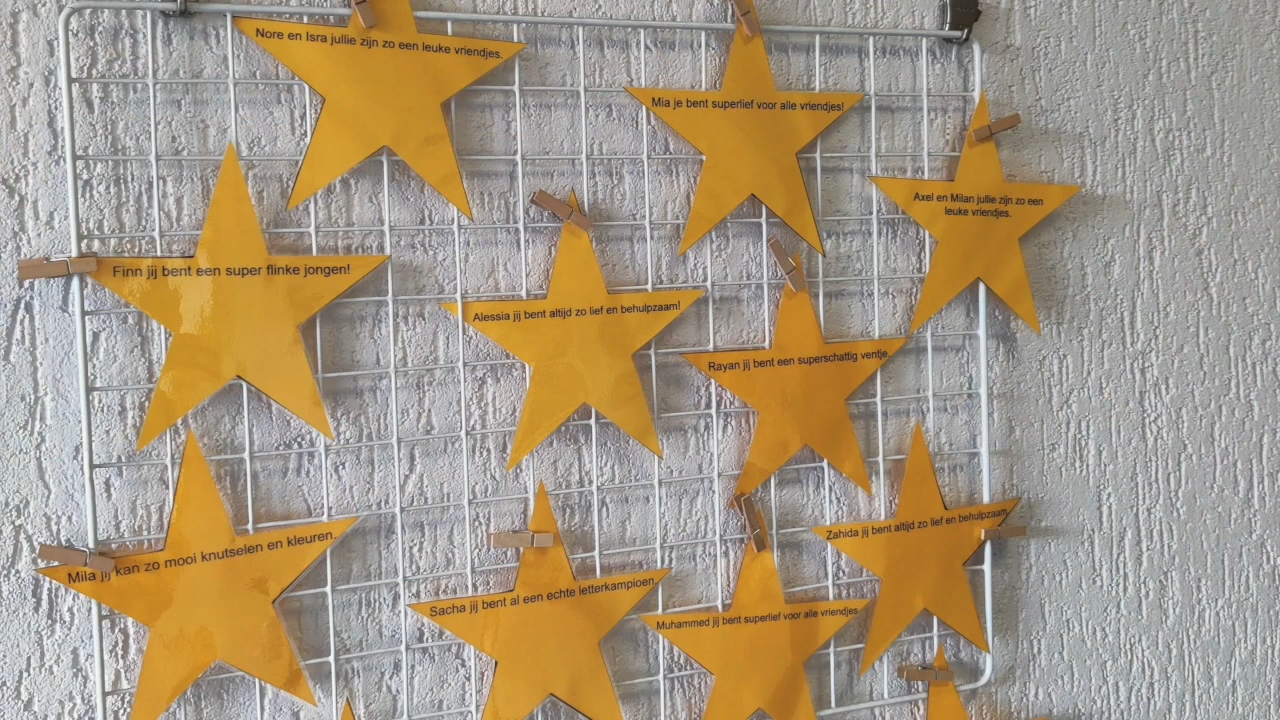 Nore en Isra jullie zijn zo een leuke vriendjes.
Mia je bent superlief voor alle vriendjes!
Axel en Milan jullie zijn zo een
leuke vriendjes.
Finn jij bent een super flinke jongen!
Alessia jij bent altijd zo lief en behulpzaam!
Rayan jij bent een superschattig ventje.
Zahida jij bent altijd zo lief en behulpzaam
Mila jij kan zo mooi knutselen en kleuren.
Sacha jij bent al een echte letterkampioen.
Muhammed jij bent superlief voor alle vriendjes